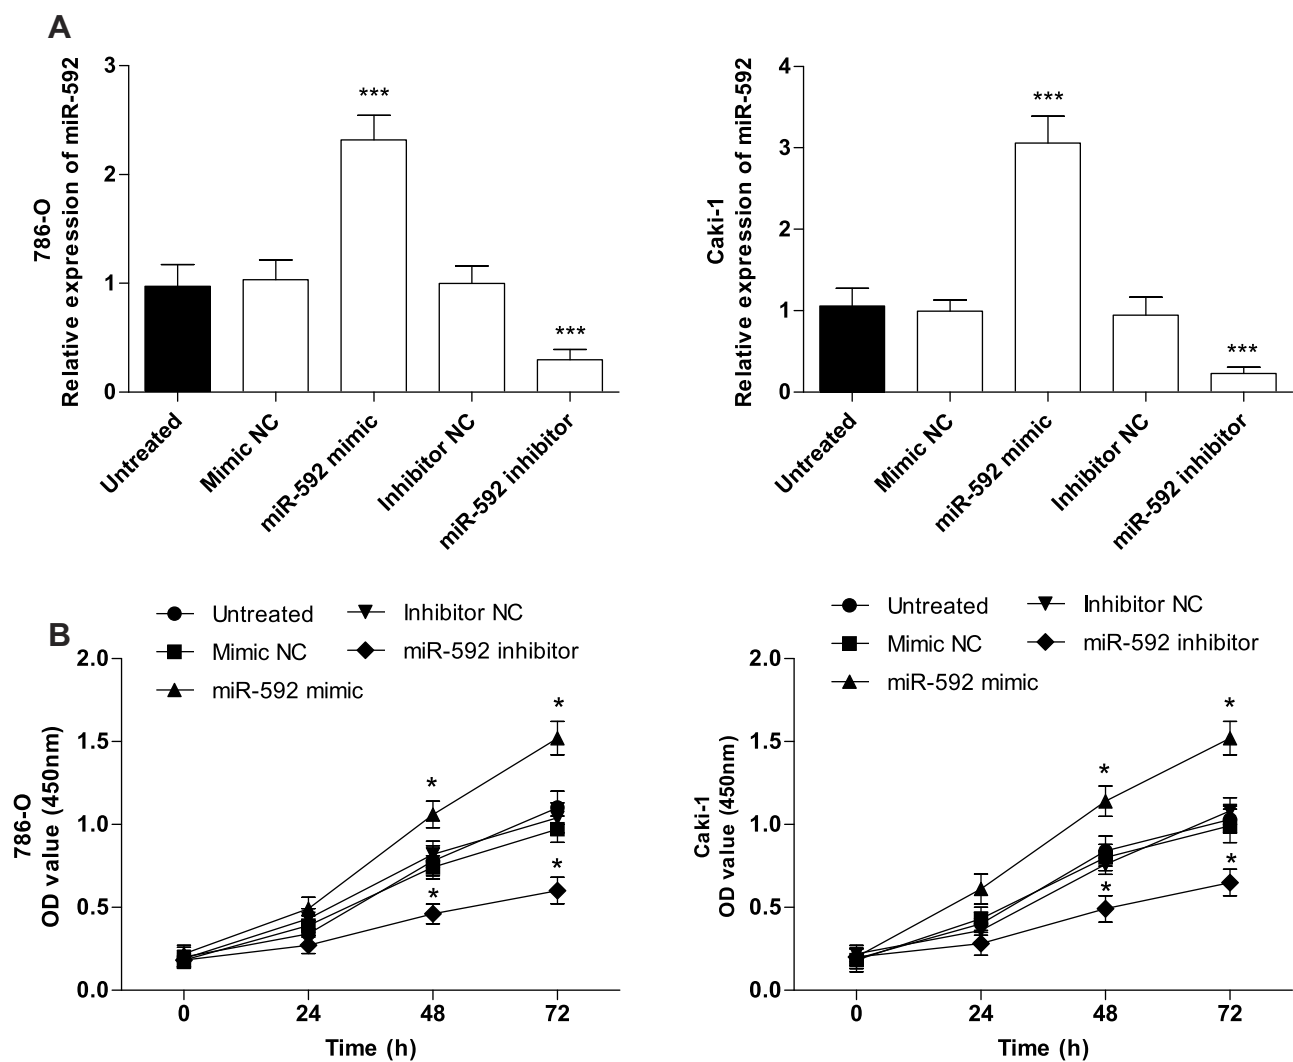 A
786-O
Relative expression of miR-592
3
2
1
0
***
***
Untreated
Mimic NC
miR-592 mimic
Inhibitor NC
miR-592 inhibitor
Caki-1
Relative expression of miR-592
4
3
2
1
0
***
***
Untreated
Mimic NC
miR-592 mimic
Inhibitor NC
miR-592 inhibitor
B
Untreated
Mimic NC
miR-592 mimic
Inhibitor NC
miR-592 inhibitor
786-O
OD value (450nm)
2.0
1.5
1.0
0.5
0.0
*
*
*
*
0 24 48 72
Time (h)
Untreated
Mimic NC
miR-592 mimic
Inhibitor NC
miR-592 inhibitor
Caki-1
OD value (450nm)
2.0
1.5
1.0
0.5
0.0
*
*
*
*
0 24 48 72
Time (h)